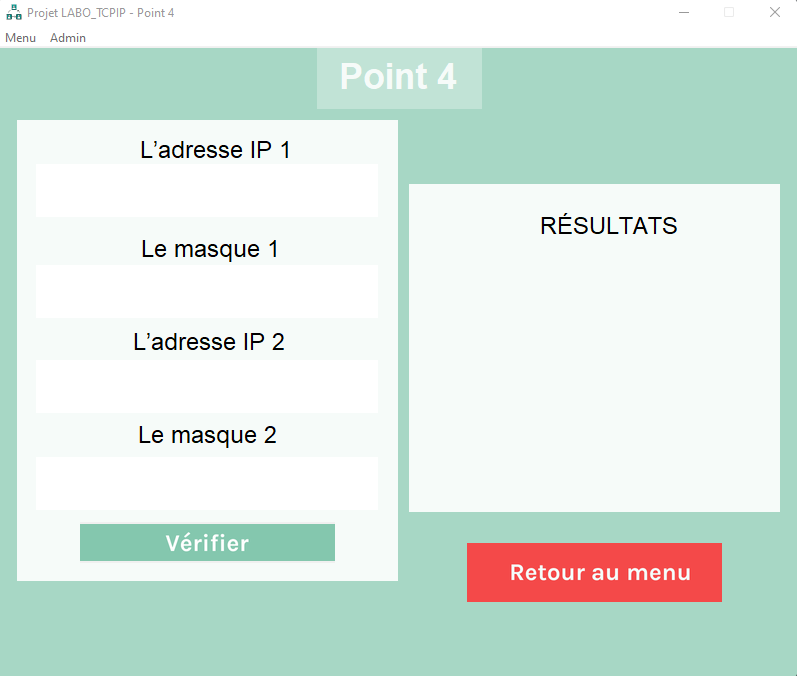 Projet LABO_TCPIP - Point 4
Menu Admin
Point 4
L’adresse IP 1
Le masque 1
L’adresse IP 2
Le masque 2
Vérifier
RÉSULTATS
Retour au menu